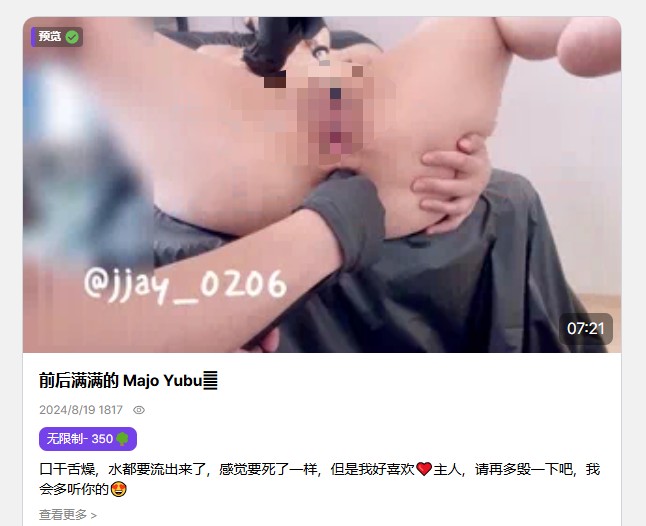 预览
@jjay_0206
07:21
前后满满的 Majo Yubu䷀
2024/8/19 1817
无限制- 350
口干舌燥，水都要流出来了，感觉要死了一样，但是我好喜欢❤️主人，请再多毁一下吧，我
会多听你的😍
查看更多 >